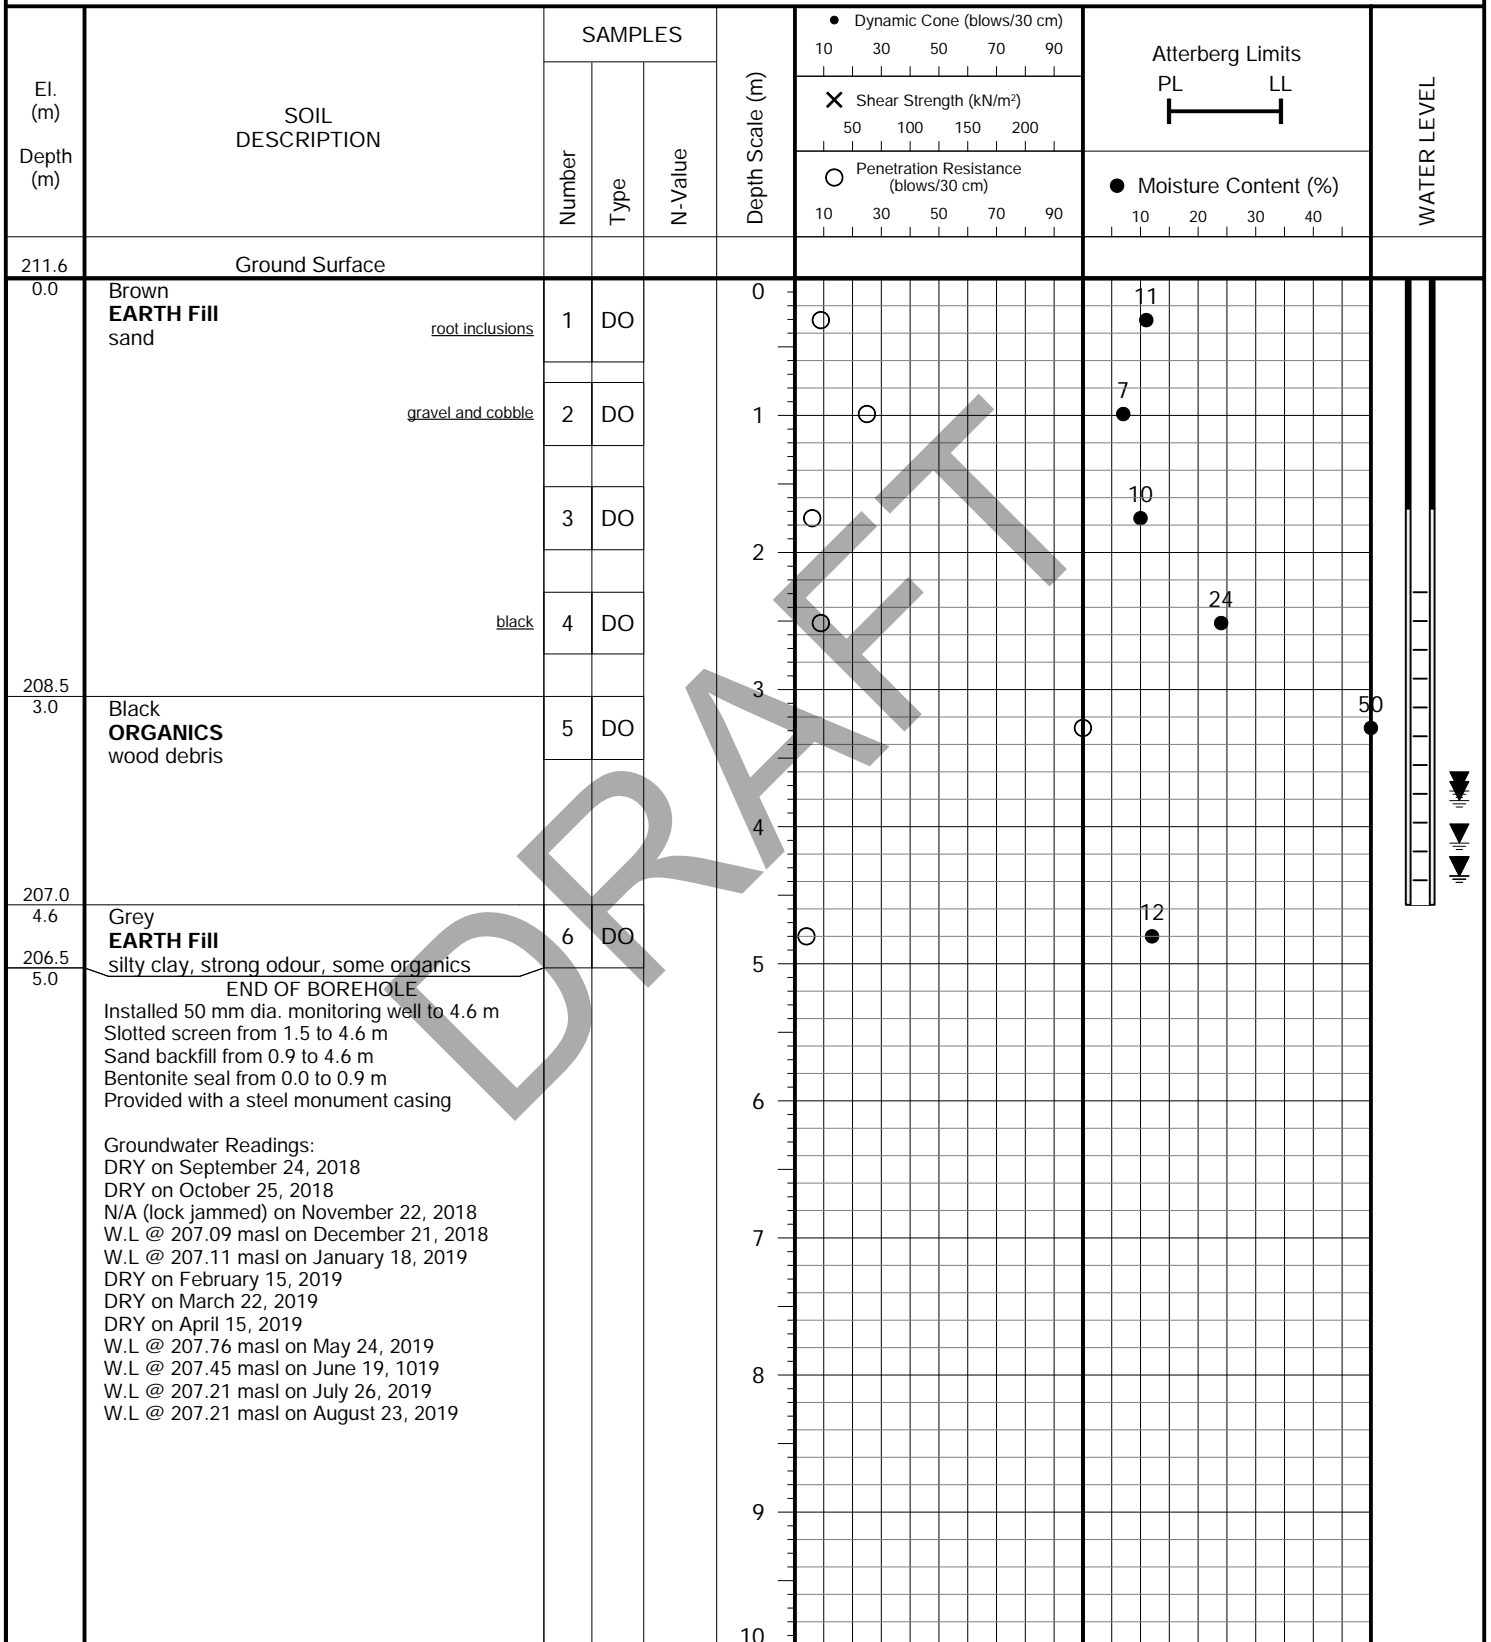 El.
(m)
Depth
(m)
SOIL
DESCRIPTION
SAMPLES
Number
Type
N-Value
Depth Scale (m)
Dynamic Cone (blows/30 cm)
10 30 50 70 90
Shear Strength (kN/m²)
50 100 150 200
Penetration Resistance
(blows/30 cm)
10 30 50 70 90
Atterberg Limits
PL LL
Moisture Content (%)
10 20 30 40
WATER LEVEL
211.6 Ground Surface
0.0 Brown
EARTH Fill
sand
root inclusions
1 DO
0
11
gravel and cobble
2 DO
1
7
3 DO
10
2
black
4 DO
24
208.5
3.0
3
Black
ORGANICS
wood debris
5 DO
50
4
207.0
4.6
Grey
EARTH Fill
silty clay, strong odour, some organics
6 DO
12
206.5
5.0
5
END OF BOREHOLE
Installed 50 mm dia. monitoring well to 4.6 m
Slotted screen from 1.5 to 4.6 m
Sand backfill from 0.9 to 4.6 m
Bentonite seal from 0.0 to 0.9 m
Provided with a steel monument casing
6
Groundwater Readings:
DRY on September 24, 2018
DRY on October 25, 2018
N/A (lock jammed) on November 22, 2018
W.L @ 207.09 masl on December 21, 2018
W.L @ 207.11 masl on January 18, 2019
DRY on February 15, 2019
DRY on March 22, 2019
DRY on April 15, 2019
W.L @ 207.76 masl on May 24, 2019
W.L @ 207.45 masl on June 19, 1019
W.L @ 207.21 masl on July 26, 2019
W.L @ 207.21 masl on August 23, 2019
7
8
9
10
DRAFT